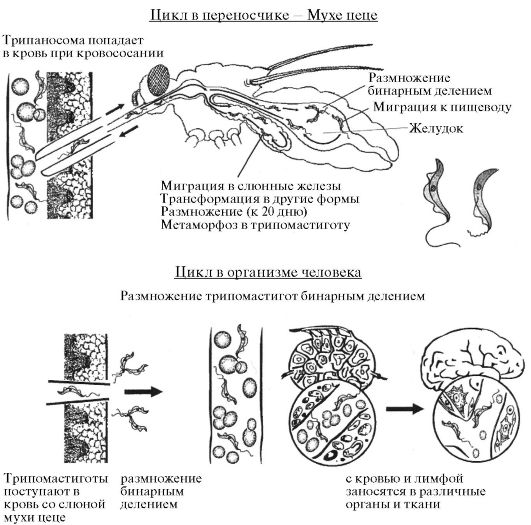 Цикл в переносчике – Мухе цеце
Трипаносома попадает
в кровь при кровососании
Размножение
бинарным делением
Миграция к пищеводу
Желудок
Миграция в слюнные железы
Трансформация в другие формы
Размножение (к 20 дню)
Метаморфоз в трипомастиготу
Цикл в организме человека
Размножение трипомастигот бинарным делением
Трипомастиготы
поступают в
кровь со слюной
мухи цеце
размножение
бинарным
делением
с кровью и лимфой
заносятся в различные
органы и ткани